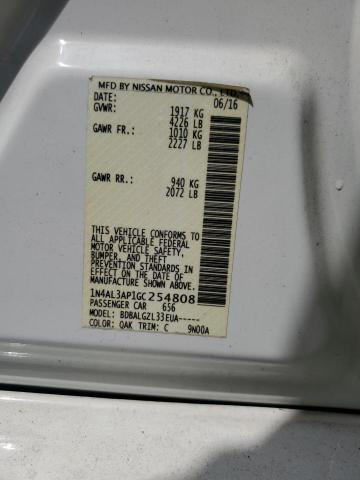 MFD BY NISSAN MOTOR CO., LTD.
DATE: 06/16
GVWR: 1917 KG
4226 LB
GAWR FR: 1010 KG
2227 LB
GAWR RR: 940 KG
2072 LB
THIS VEHICLE CONFORMS TO
ALL APPLICABLE FEDERAL
MOTOR VEHICLE SAFETY,
BUMPER, AND THEFT
PREVENTION STANDARDS IN
EFFECT ON THE DATE OF
MANUFACTURE SHOWN ABOVE.
1N4AL3AP1GC254808
PASSENGER CAR 656
MODEL: BDBALGZL33EUA-----
COLOR: QAK TRIM: C 9N00A